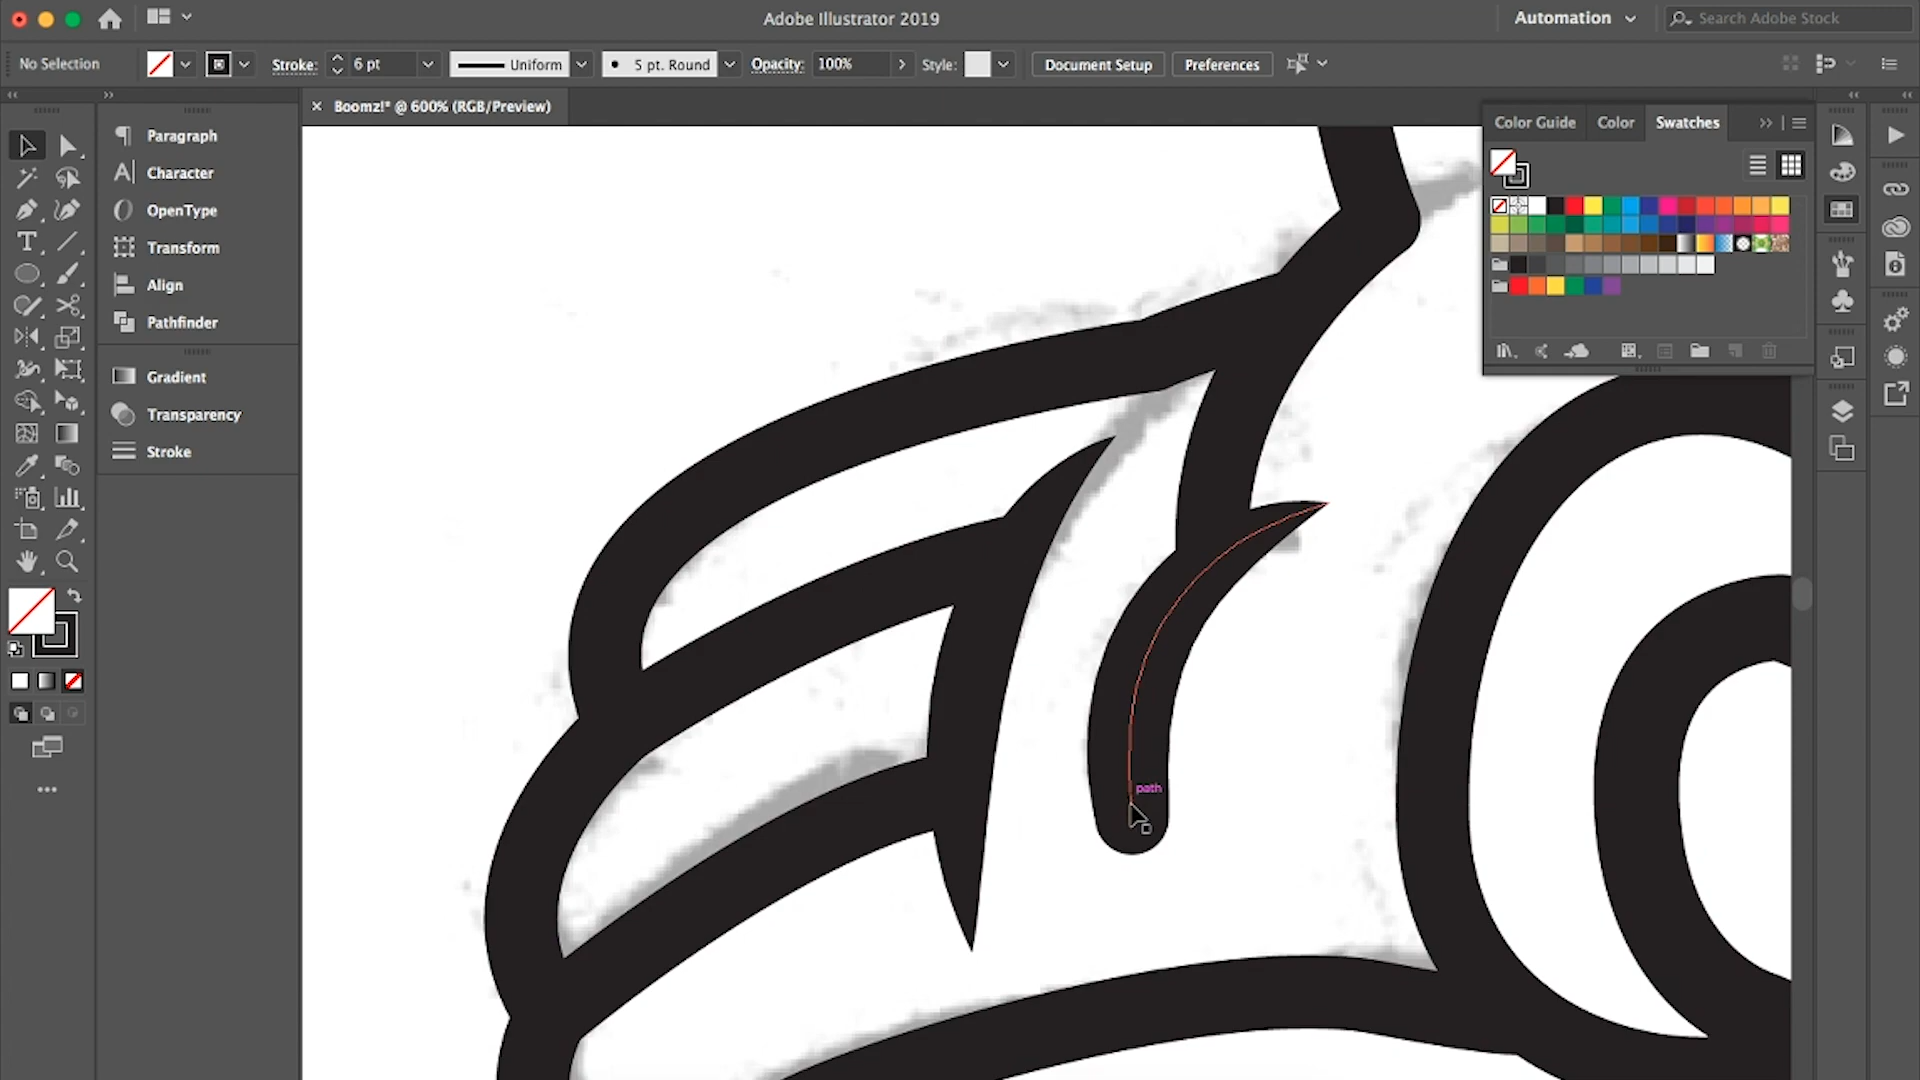 Adobe Illustrator 2019
Automation
Search Adobe Stock
No Selection
Stroke:
6 pt
Uniform
5 pt. Round
Opacity:
100%
Style:
Document Setup
Preferences
Boomz!* @ 600% (RGB/Preview)
Paragraph
Character
OpenType
Transform
Align
Pathfinder
Gradient
Transparency
Stroke
Color Guide
Color
Swatches
path